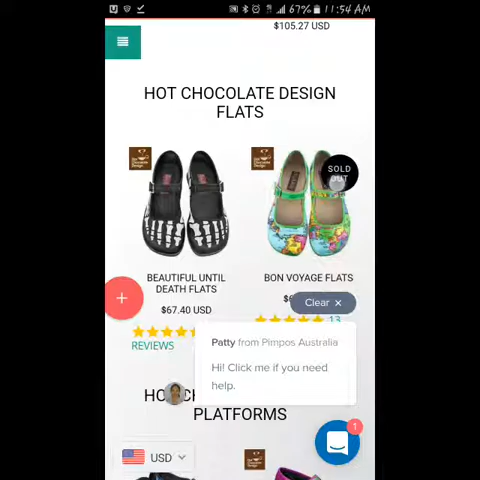 67% 11:54 AM
$105.27 USD
HOT CHOCOLATE DESIGN
FLATS
SOLD
OUT
BEAUTIFUL UNTIL
DEATH FLATS
BON VOYAGE FLATS
$67.40 USD
Clear ×
13
REVIEWS
Patty from Pimpos Australia
Hi! Click me if you need
help.
PLATFORMS
1
USD